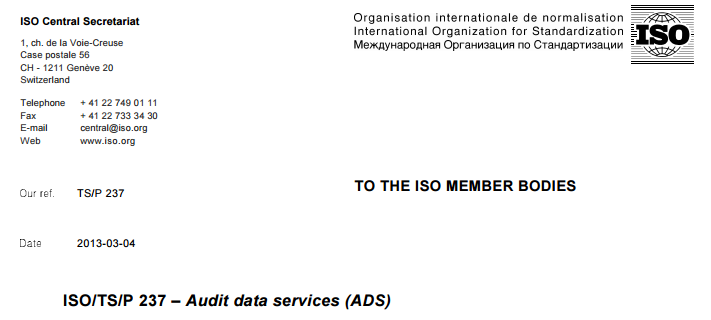 ISO Central Secretariat
1, ch. de la Voie-Creuse
Case postale 56
CH - 1211 Genève 20
Switzerland
Telephone + 41 22 749 01 11
Fax + 41 22 733 34 30
E-mail central@iso.org
Web www.iso.org
Organisation internationale de normalisation
International Organization for Standardization
Международная Организация по Стандартизации
ISO
Our ref. TS/P 237
TO THE ISO MEMBER BODIES
Date 2013-03-04
ISO/TS/P 237 – Audit data services (ADS)